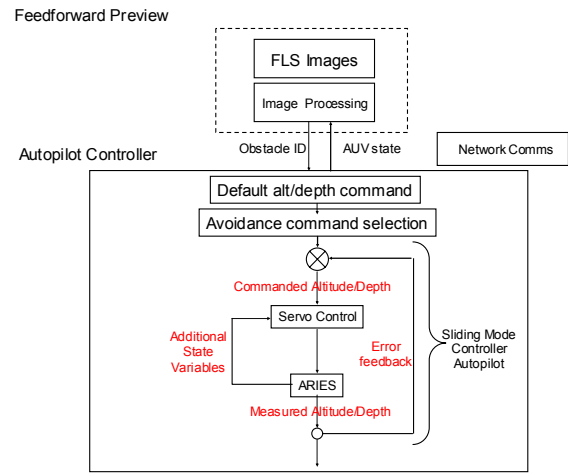 Feedforward Preview
FLS Images
Image Processing
Obstacle ID
AUV state
Network Comms
Autopilot Controller
Default alt/depth command
Avoidance command selection
Commanded Altitude/Depth
Servo Control
Additional
State
Variables
Error
feedback
Sliding Mode
Controller
Autopilot
ARIES
Measured Altitude/Depth